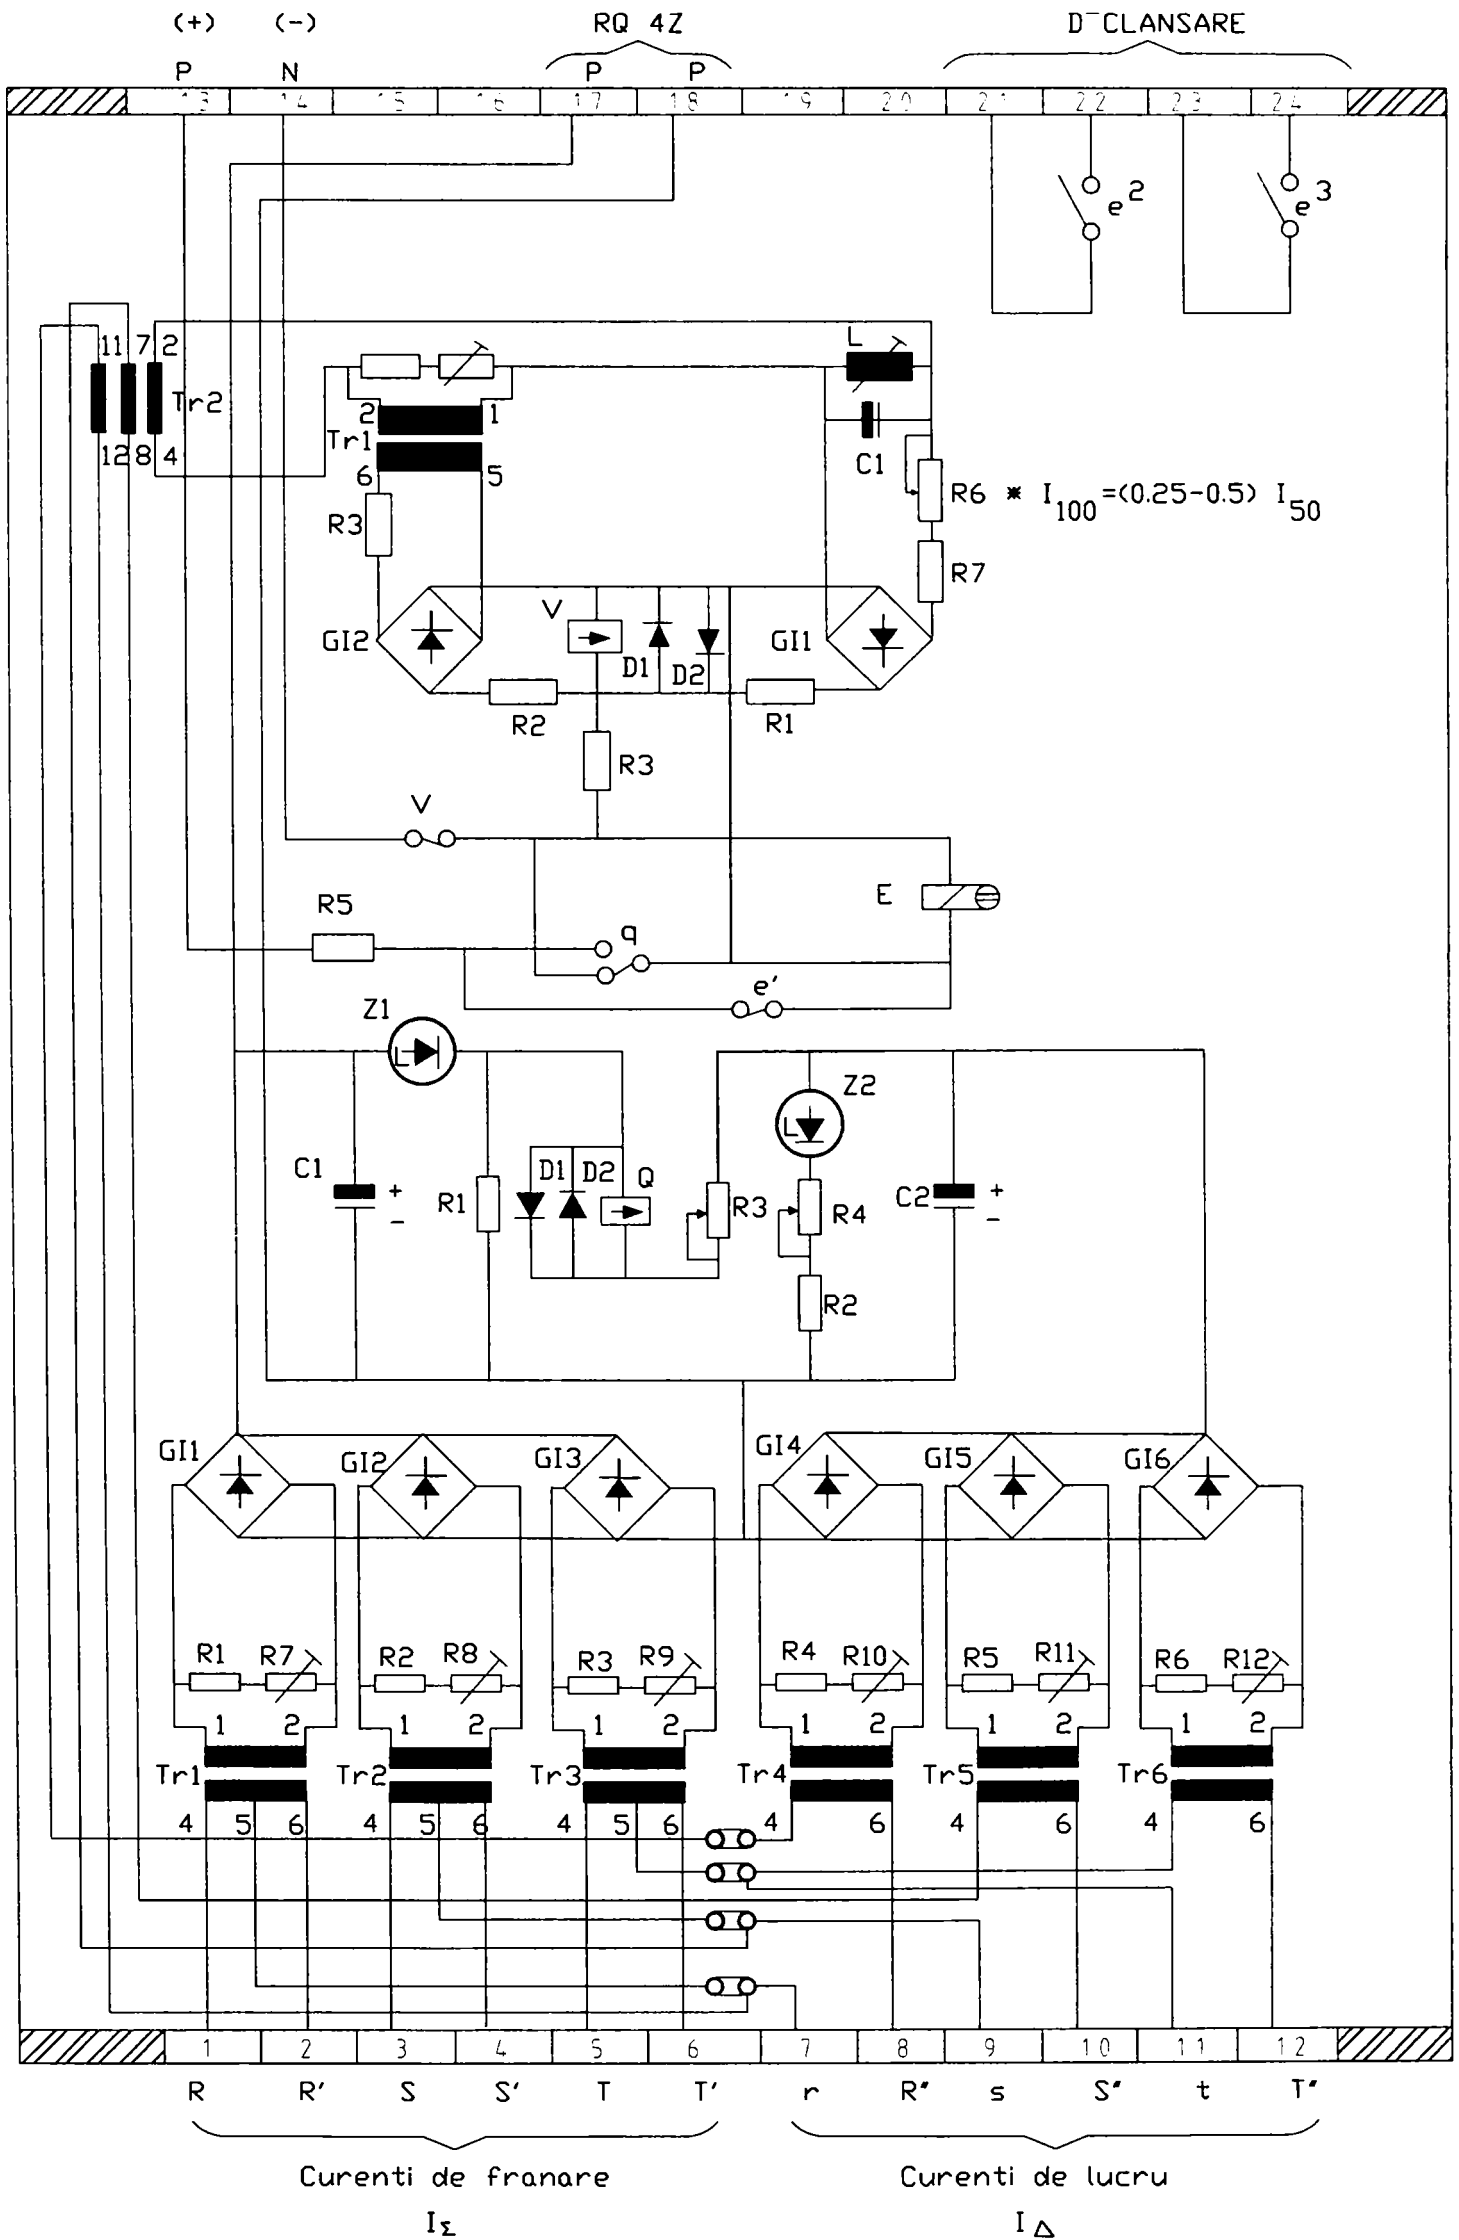 (+) (-) RQ 4Z D¯CLANSARE
P N P P
13 14 15 16 17 18 19 20 21 22 23 24
e2 e3
11 7 2 L
Tr2
2 1
Tr1
12 8 4 C1
6 5
R3 R6 * I100=(0.25-0.5) I50
R7
V
GI2 D1 D2 GI1
R2 R1
R3
V
E
R5
q
e'
Z1
Z2
C1 + - R1 D1 D2 Q R3 R4 C2 + -
R2
GI1 GI2 GI3 GI4 GI5 GI6
R1 R7 R2 R8 R3 R9 R4 R10 R5 R11 R6 R12
1 2 1 2 1 2 1 2 1 2 1 2
Tr1 Tr2 Tr3 Tr4 Tr5 Tr6
4 5 6 4 5 6 4 5 6 4 6 4 6 4 6
1 2 3 4 5 6 7 8 9 10 11 12
R R' S S' T T' r R" s S" t T"
Curenti de franare Curenti de lucru
IΣ I△